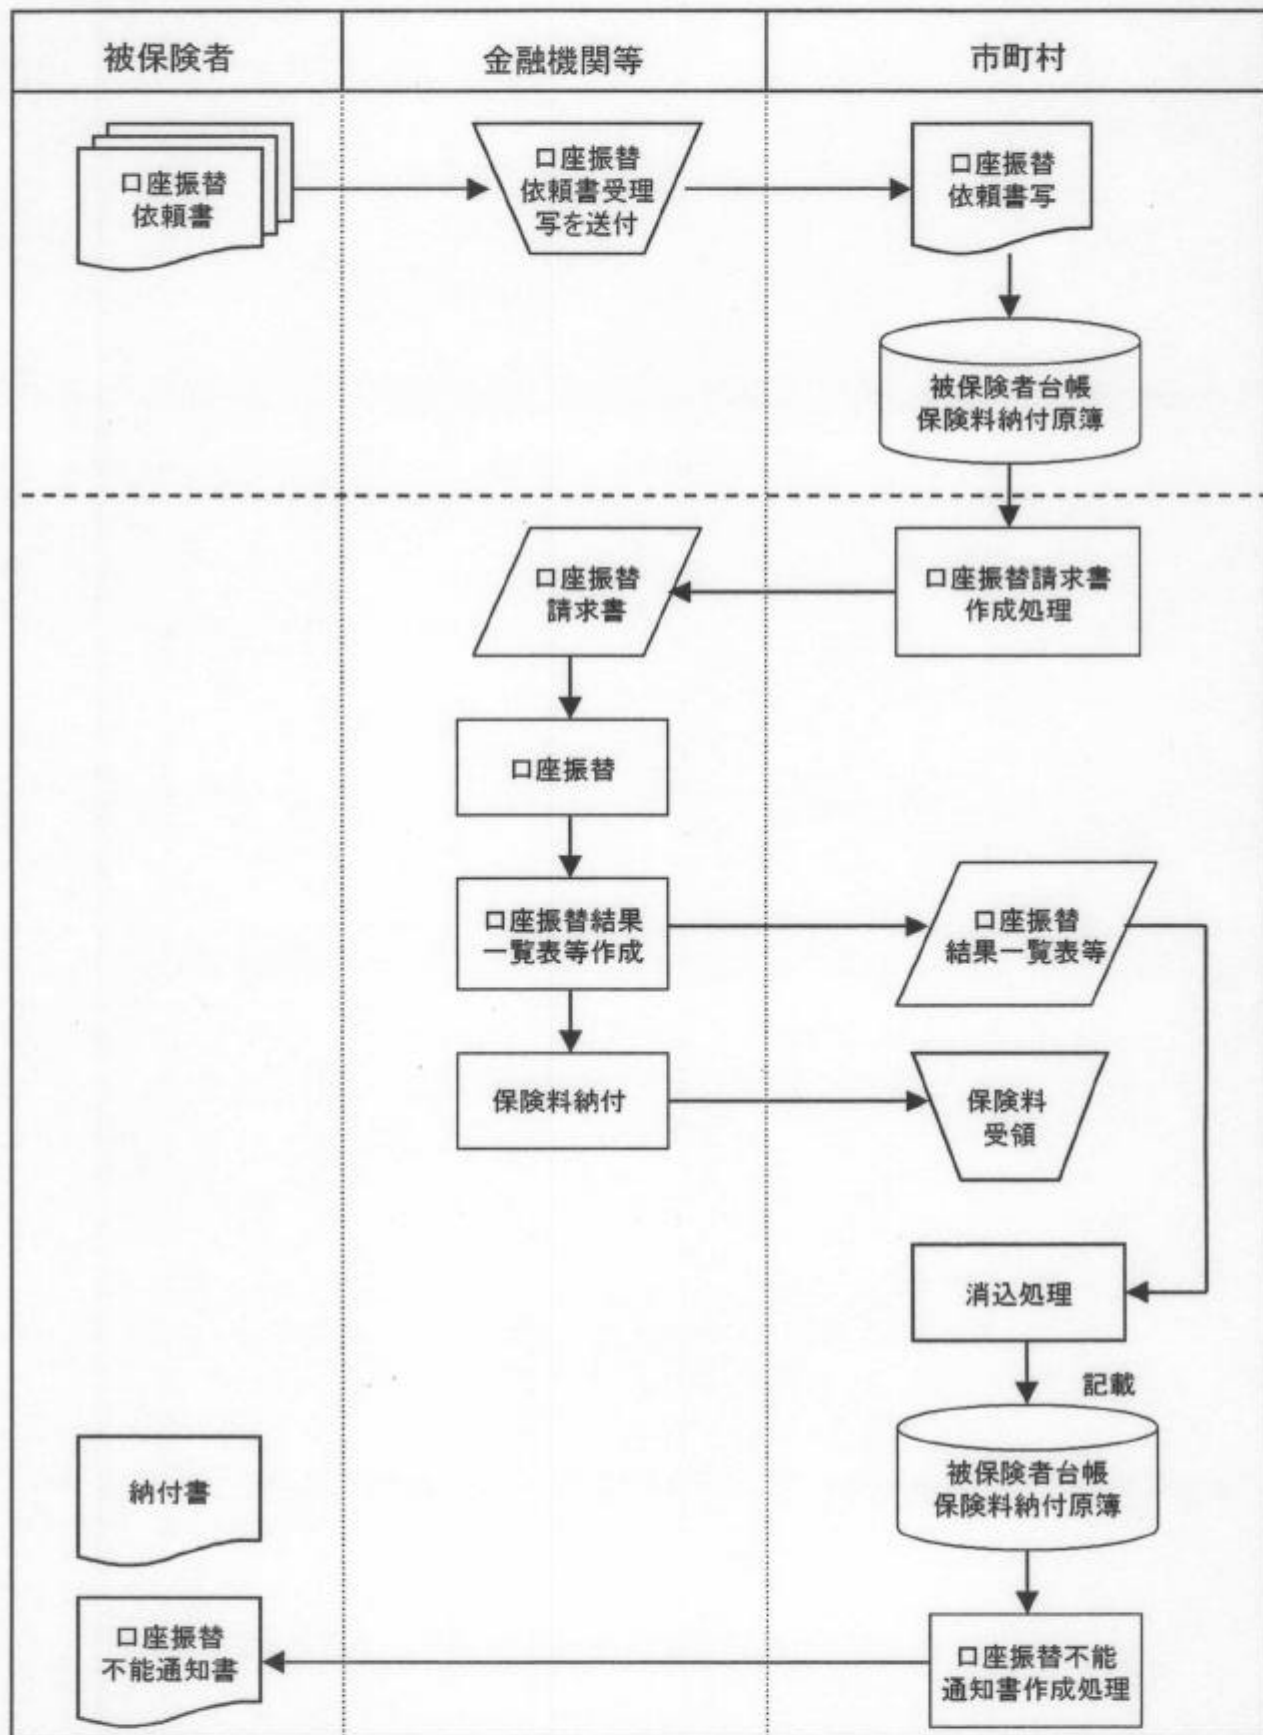 被保険者
金融機関等
市町村
口座振替
依頼書
口座振替
依頼書受理
写を送付
口座振替
依頼書写
被保険者台帳
保険料納付原簿
口座振替
請求書
口座振替請求書
作成処理
口座振替
口座振替結果
一覧表等作成
口座振替
結果一覧表等
保険料納付
保険料
受領
消込処理
記載
被保険者台帳
保険料納付原簿
納付書
口座振替
不能通知書
口座振替不能
通知書作成処理